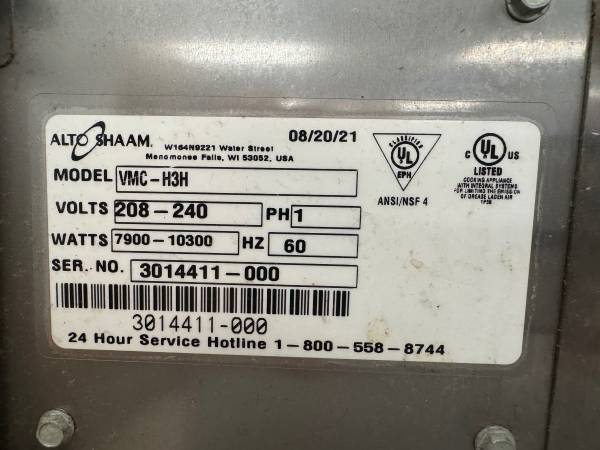 ALTO SHAAM.
W164N9221 Water Street
Menomonee Falls, WI 53052, USA
08/20/21
MODEL VMC-H3H
VOLTS 208-240 PH 1
WATTS 7900-10300 HZ 60
SER. NO. 3014411-000
3014411-000
24 Hour Service Hotline 1-800-558-8744
CLASSIFIED
UL
EPH
ANSI/NSF 4
C UL US
LISTED
COOKING APPLIANCE
WITH INTEGRAL SYSTEMS
FOR LIMITING THE EMISSION
OF GREASE LADEN AIR